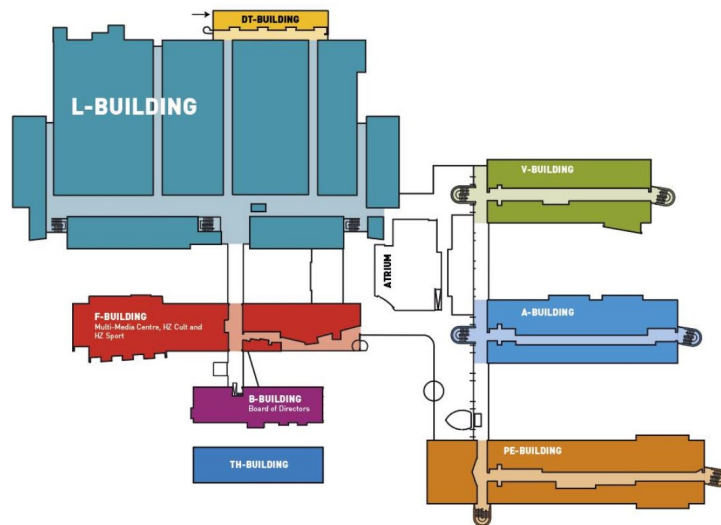 DT-BUILDING
L-BUILDING
V-BUILDING
ATRIUM
F-BUILDING
Multi-Media Centre, HZ Cult and
HZ Sport
A-BUILDING
B-BUILDING
Board of Directors
PE-BUILDING
TH-BUILDING